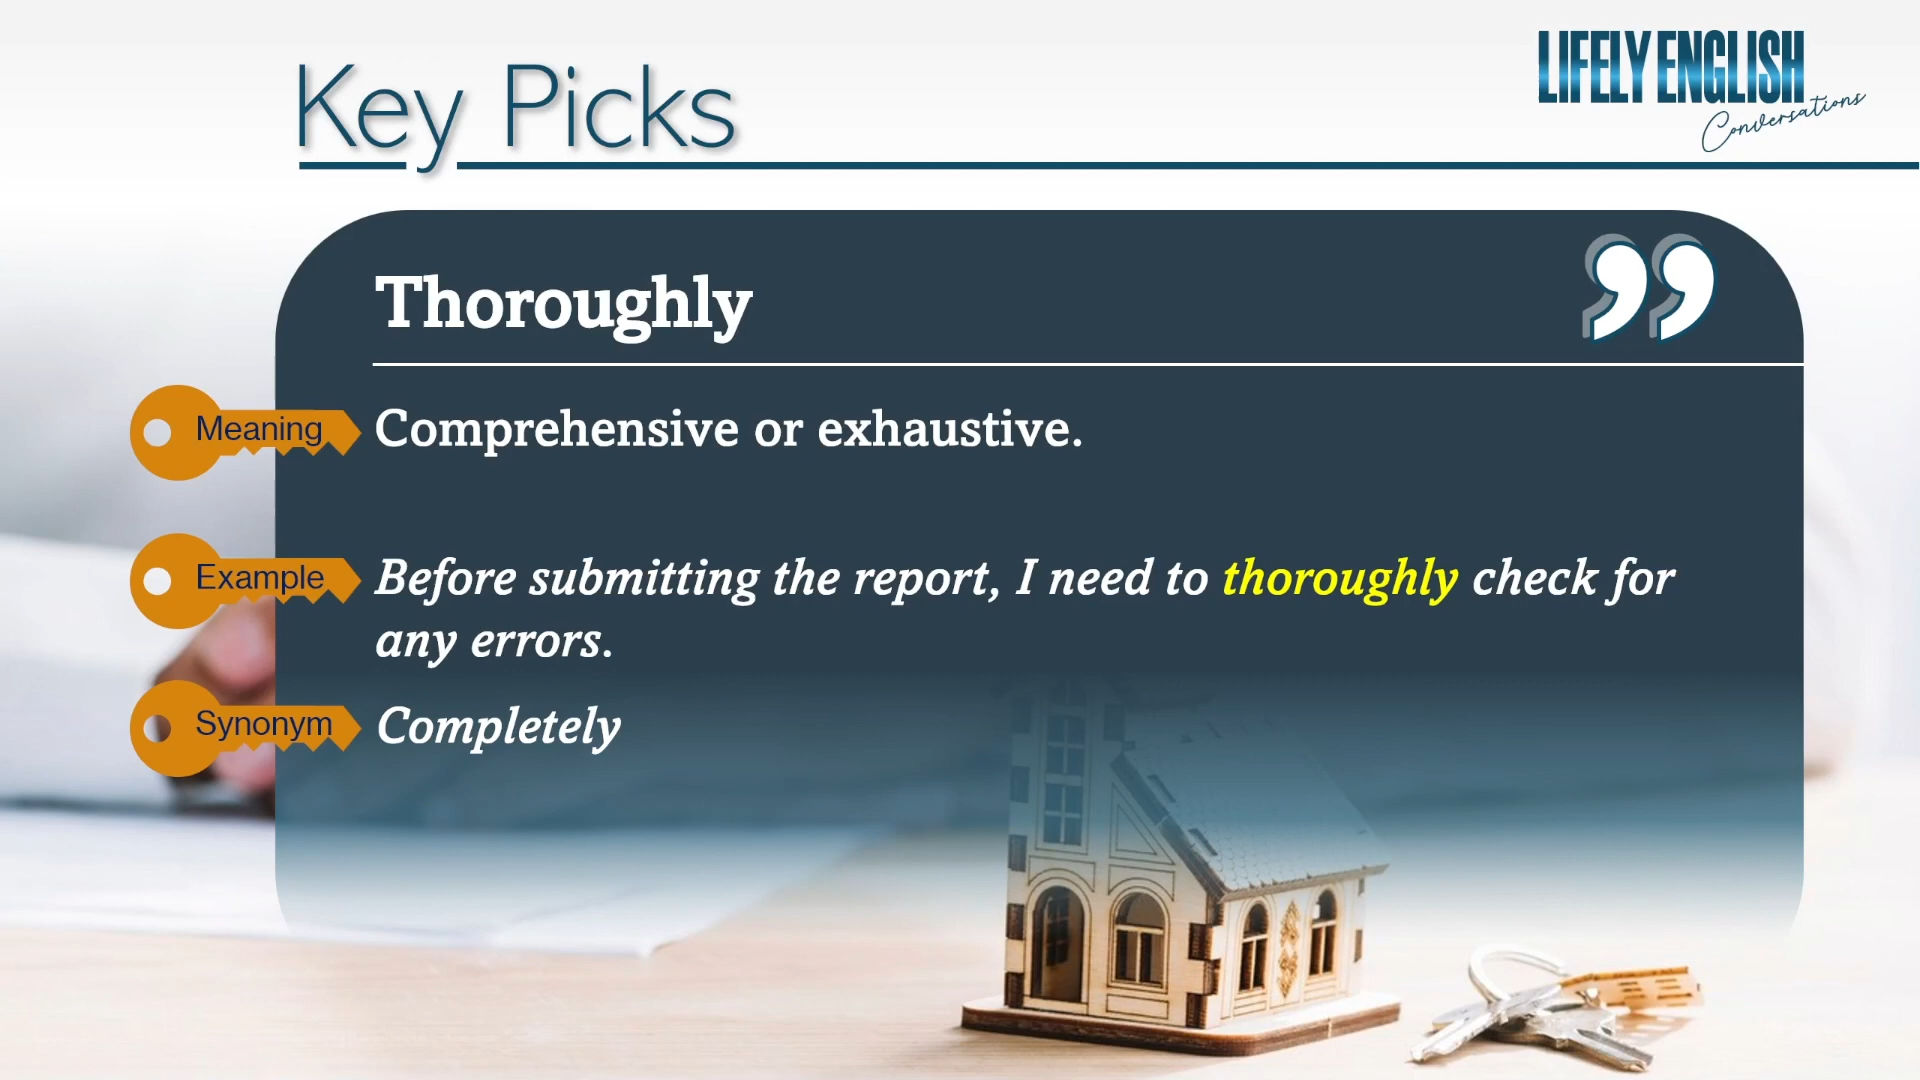 Key Picks
LIFELY ENGLISH
Conversations
Thoroughly
Meaning
Comprehensive or exhaustive.
Example
Before submitting the report, I need to thoroughly check for
any errors.
Synonym
Completely